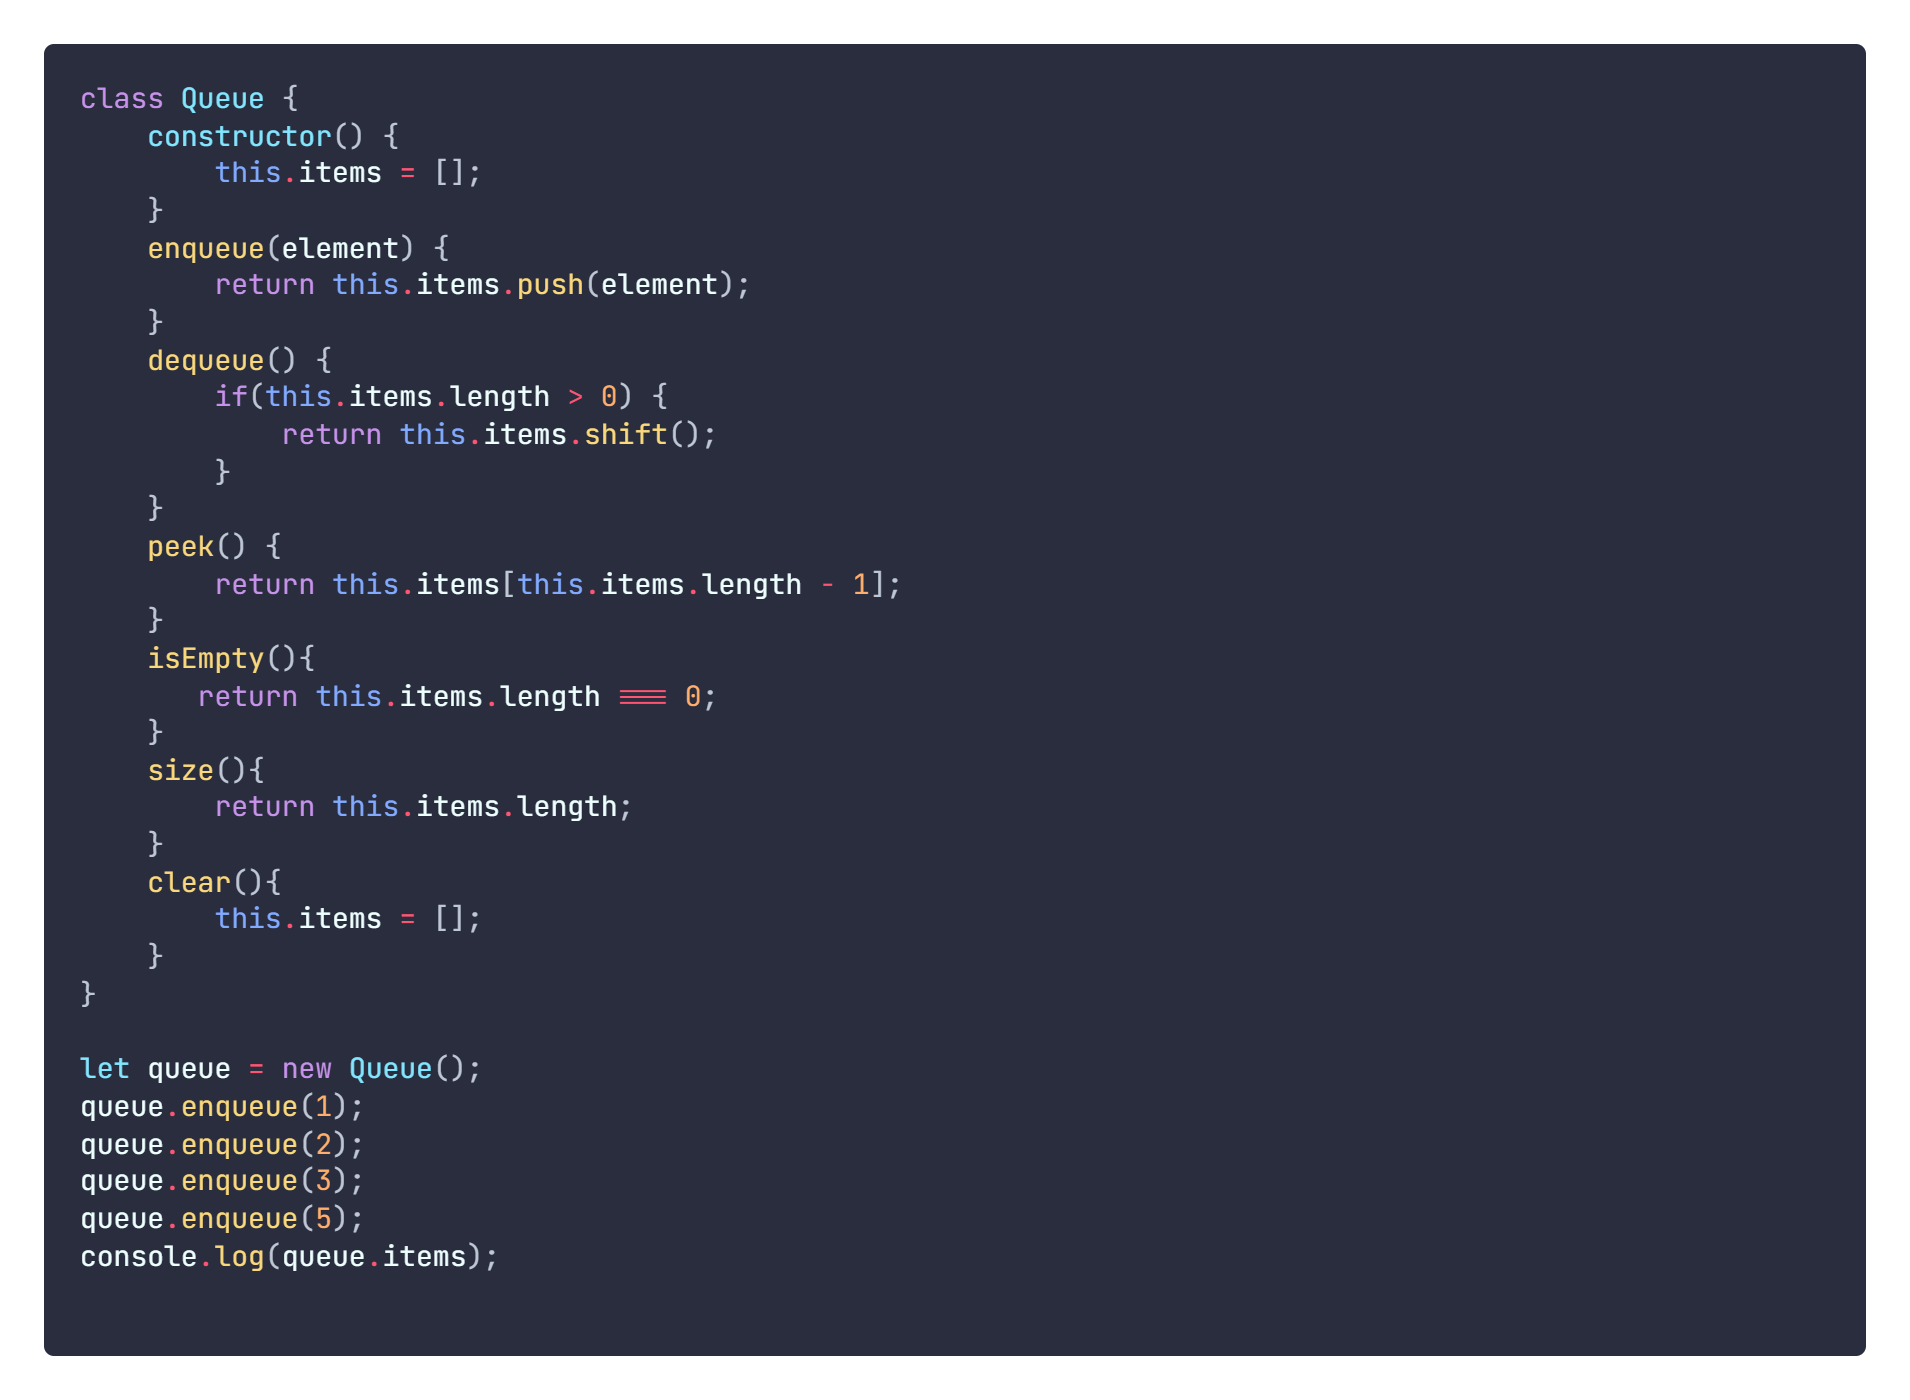 class Queue {
    constructor() {
        this.items = [];
    }
    enqueue(element) {
        return this.items.push(element);
    }
    dequeue() {
        if(this.items.length > 0) {
            return this.items.shift();
        }
    }
    peek() {
        return this.items[this.items.length - 1];
    }
    isEmpty(){
       return this.items.length === 0;
    }
    size(){
        return this.items.length;
    }
    clear(){
        this.items = [];
    }
}

let queue = new Queue();
queue.enqueue(1);
queue.enqueue(2);
queue.enqueue(3);
queue.enqueue(5);
console.log(queue.items);